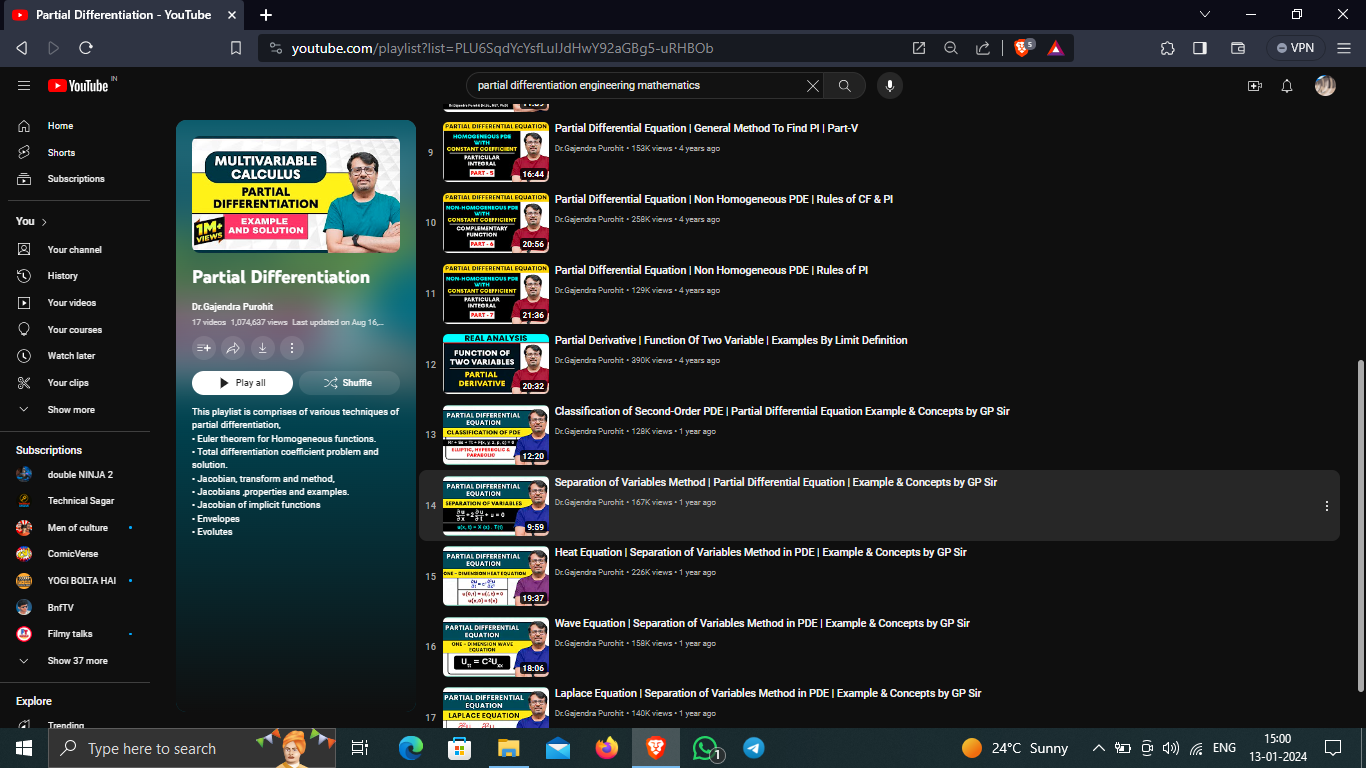 Partial Differentiation - YouTube
youtube.com/playlist?list=PLU6SqdYcYsfLulJdHwY92aGBg5-uRHBOb
5
VPN
YouTube IN
partial differentiation engineering mathematics
Home
Shorts
Subscriptions
You
Your channel
History
Your videos
Your courses
Watch later
Your clips
Show more
Subscriptions
double NINJA 2
Technical Sagar
Men of culture
ComicVerse
YOGI BOLTA HAI
BnfTV
Filmy talks
Show 37 more
Explore
Trending
MULTIVARIABLE
CALCULUS
PARTIAL
DIFFERENTIATION
1M+
VIEWS
EXAMPLE
AND SOLUTION
Partial Differentiation
Dr.Gajendra Purohit
17 videos 1,074,637 views Last updated on Aug 16,...
Play all
Shuffle
This playlist is comprises of various techniques of
partial differentiation,
• Euler theorem for Homogeneous functions.
• Total differentiation coefficient problem and
solution.
• Jacobian, transform and method,
• Jacobians ,properties and examples.
• Jacobian of implicit functions
• Envelopes
• Evolutes
9
PARTIAL DIFFERENTIAL EQUATION
HOMOGENEOUS PDE
WITH
CONSTANT COEFFICIENT
PARTICULAR
INTEGRAL
PART - 5
16:44
Partial Differential Equation | General Method To Find PI | Part-V
Dr.Gajendra Purohit • 153K views • 4 years ago
10
PARTIAL DIFFERENTIAL EQUATION
NON-HOMOGENEOUS PDE
WITH
CONSTANT COEFFICIENT
COMPLEMENTARY
FUNCTION
PART - 6
20:56
Partial Differential Equation | Non Homogeneous PDE | Rules of CF & PI
Dr.Gajendra Purohit • 258K views • 4 years ago
11
PARTIAL DIFFERENTIAL EQUATION
NON-HOMOGENEOUS PDE
WITH
CONSTANT COEFFICIENT
PARTICULAR
INTEGRAL
PART - 7
21:36
Partial Differential Equation | Non Homogeneous PDE | Rules of PI
Dr.Gajendra Purohit • 129K views • 4 years ago
12
REAL ANALYSIS
FUNCTION OF
TWO VARIABLES
PARTIAL
DERIVATIVE
20:32
Partial Derivative | Function Of Two Variable | Examples By Limit Definition
Dr.Gajendra Purohit • 390K views • 4 years ago
13
PARTIAL DIFFERENTIAL
EQUATION
CLASSIFICATION OF PDE
ELLIPTIC, HYPERBOLIC &
PARABOLIC
12:20
Classification of Second-Order PDE | Partial Differential Equation Example & Concepts by GP Sir
Dr.Gajendra Purohit • 128K views • 1 year ago
14
PARTIAL DIFFERENTIAL
EQUATION
SEPARATION OF VARIABLES
u(x, t) = X (x) . T(t)
9:59
Separation of Variables Method | Partial Differential Equation | Example & Concepts by GP Sir
Dr.Gajendra Purohit • 167K views • 1 year ago
15
PARTIAL DIFFERENTIAL
EQUATION
ONE - DIMENSION HEAT EQUATION
19:37
Heat Equation | Separation of Variables Method in PDE | Example & Concepts by GP Sir
Dr.Gajendra Purohit • 226K views • 1 year ago
16
PARTIAL DIFFERENTIAL
EQUATION
ONE - DIMENSION WAVE
EQUATION
Utt = C²Uxx
18:06
Wave Equation | Separation of Variables Method in PDE | Example & Concepts by GP Sir
Dr.Gajendra Purohit • 158K views • 1 year ago
17
PARTIAL DIFFERENTIAL
EQUATION
LAPLACE EQUATION
Laplace Equation | Separation of Variables Method in PDE | Example & Concepts by GP Sir
Dr.Gajendra Purohit • 140K views • 1 year ago
Type here to search
1
24°C Sunny
ENG
15:00
13-01-2024